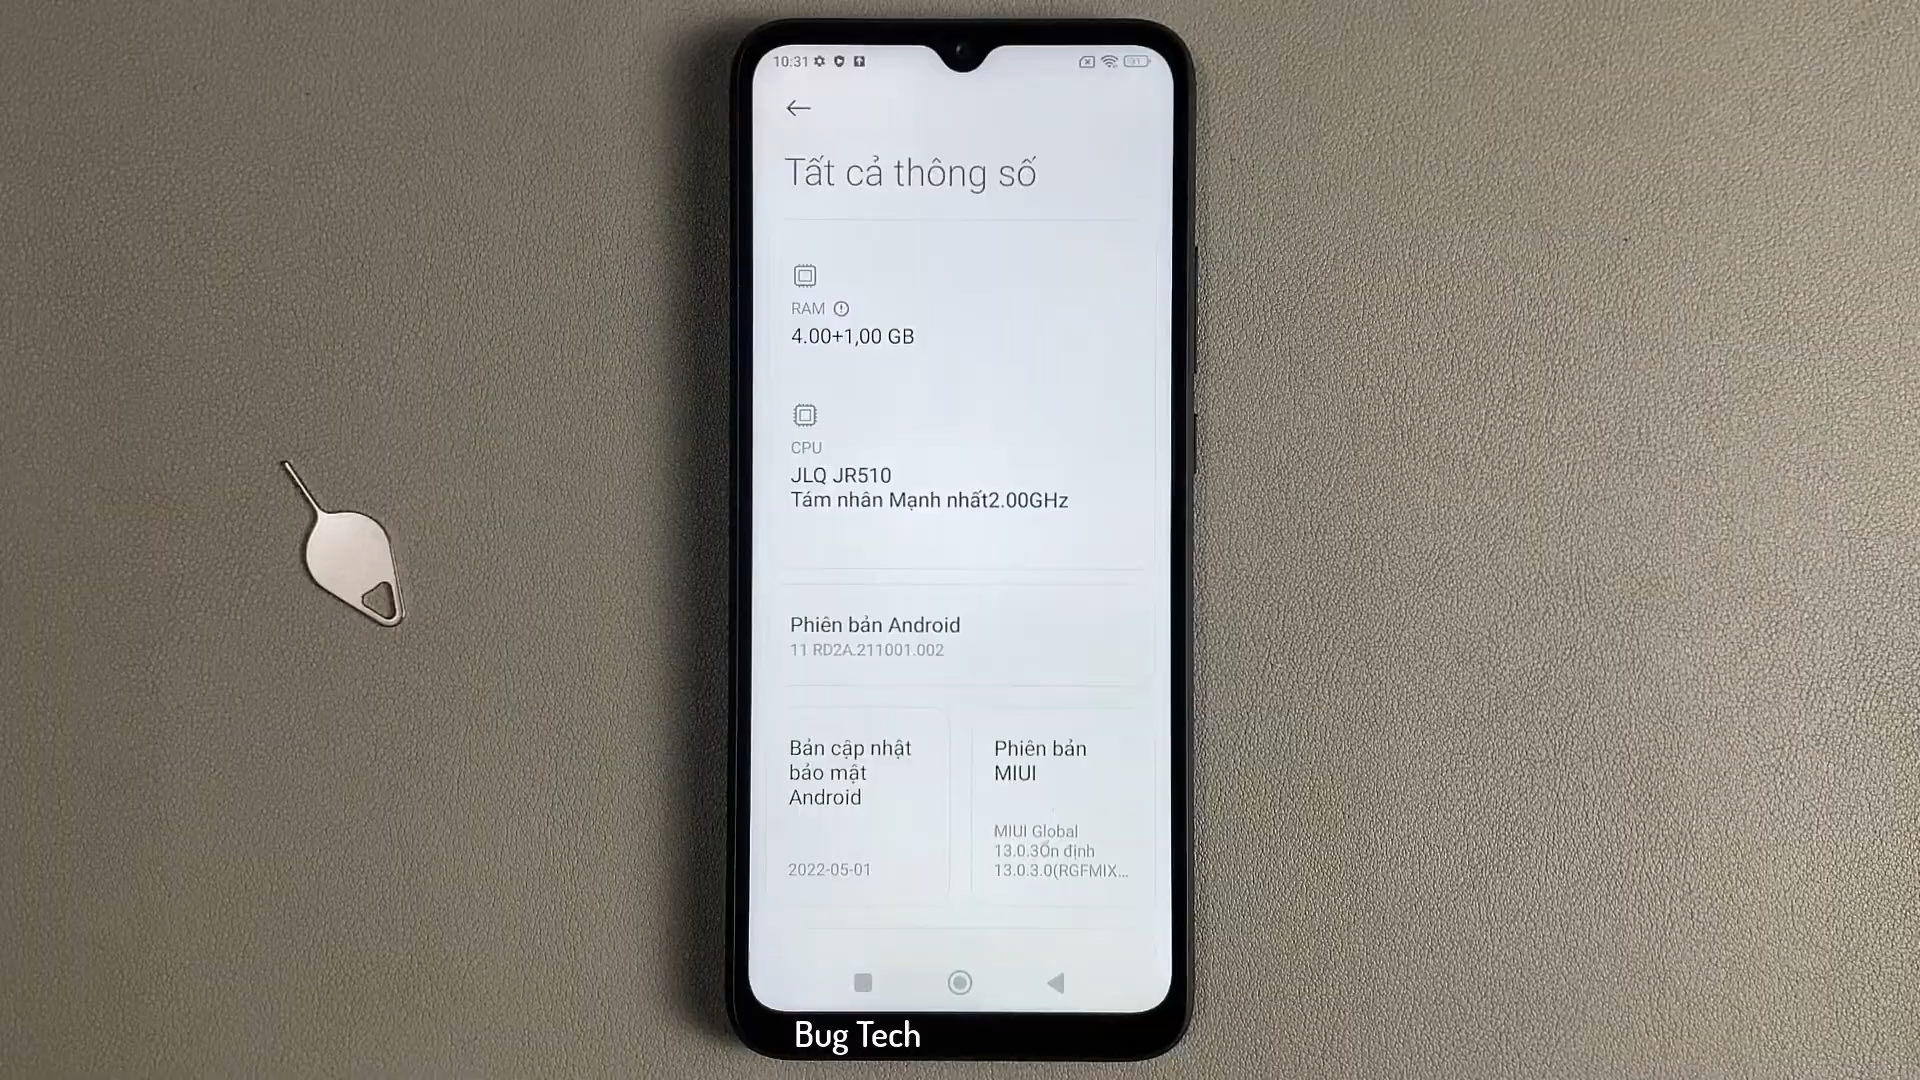 10:31
Tất cả thông số
RAM
4.00+1,00 GB
CPU
JLQ JR510
Tám nhân Mạnh nhất2.00GHz
Phiên bản Android
11 RD2A.211001.002
Bản cập nhật
bảo mật
Android
2022-05-01
Phiên bản
MIUI
MIUI Global
13.0.3Ổn định
13.0.3.0(RGFMIX...
Bug Tech